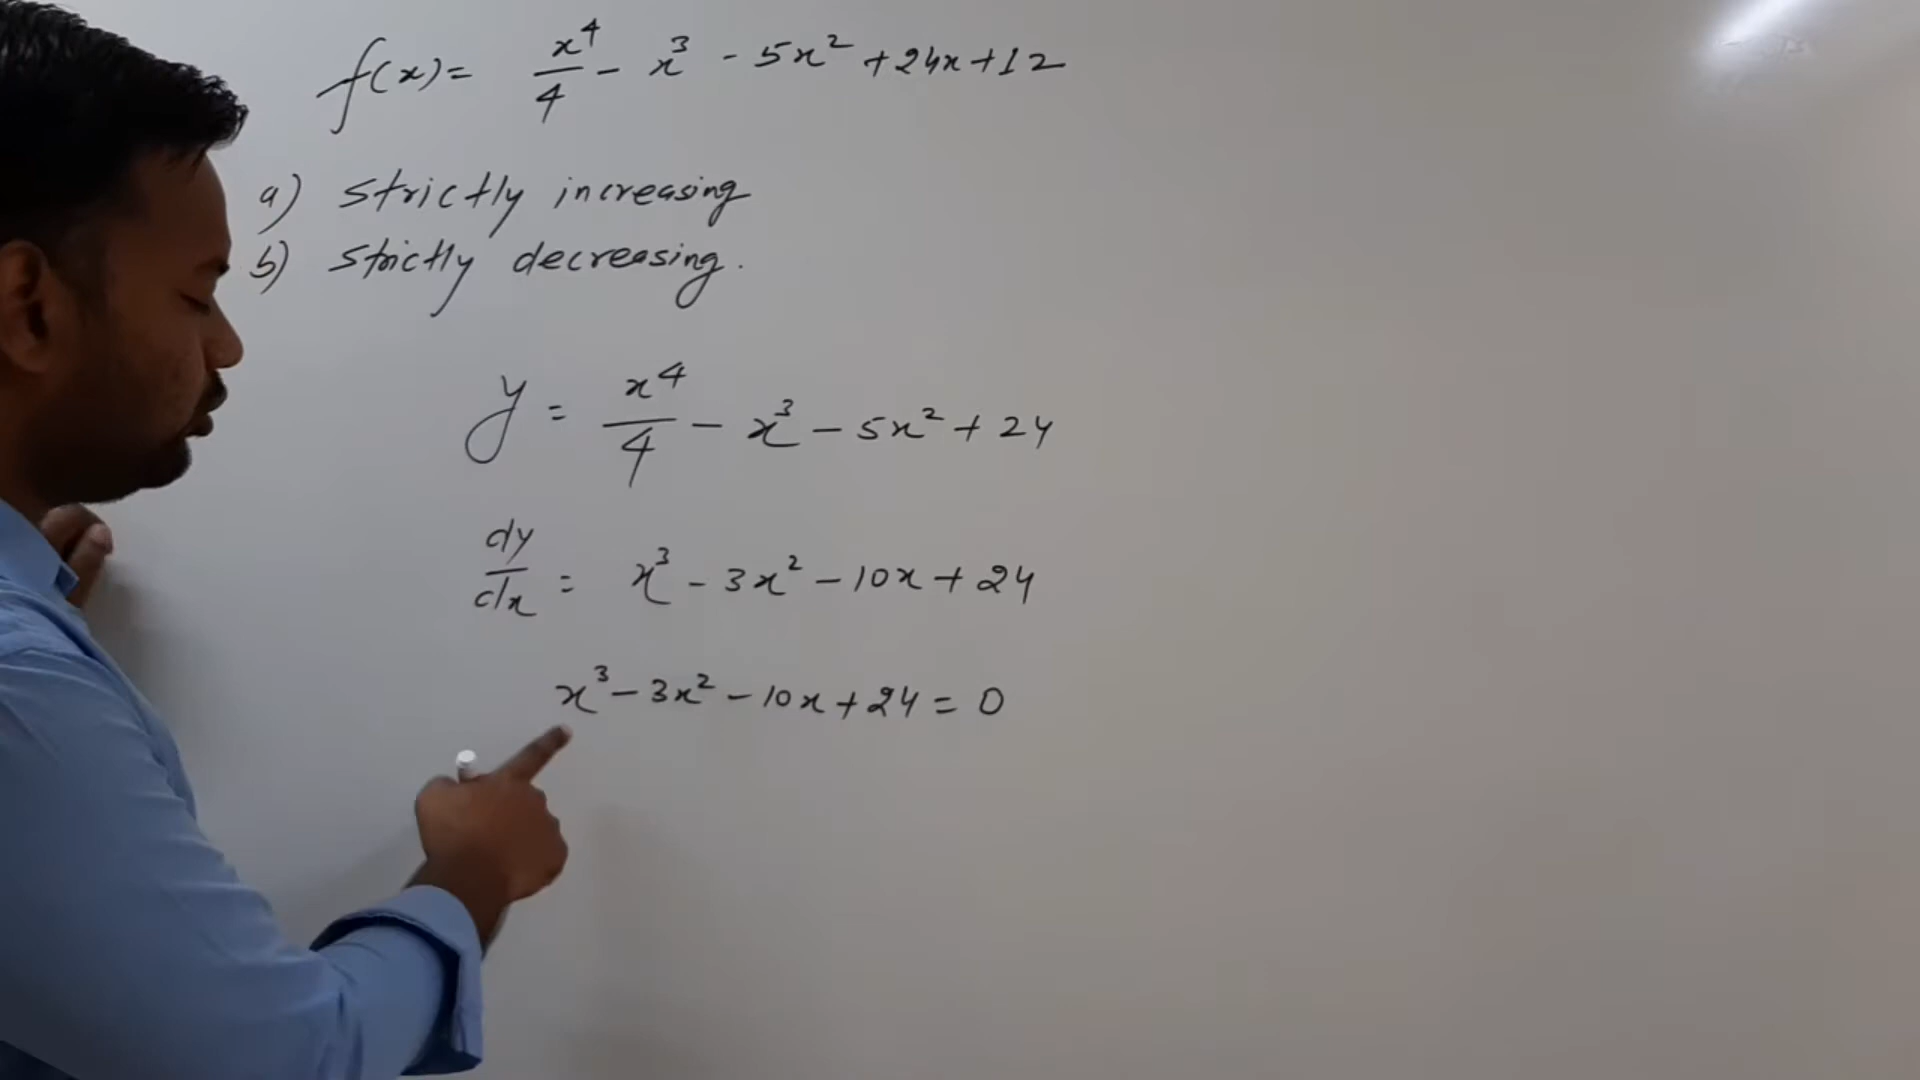 f(x) = x⁴/4 - x³ - 5x² + 24x + 12
a) strictly increasing
b) strictly decreasing.
y = x⁴/4 - x³ - 5x² + 24
dy/dx = x³ - 3x² - 10x + 24
x³ - 3x² - 10x + 24 = 0